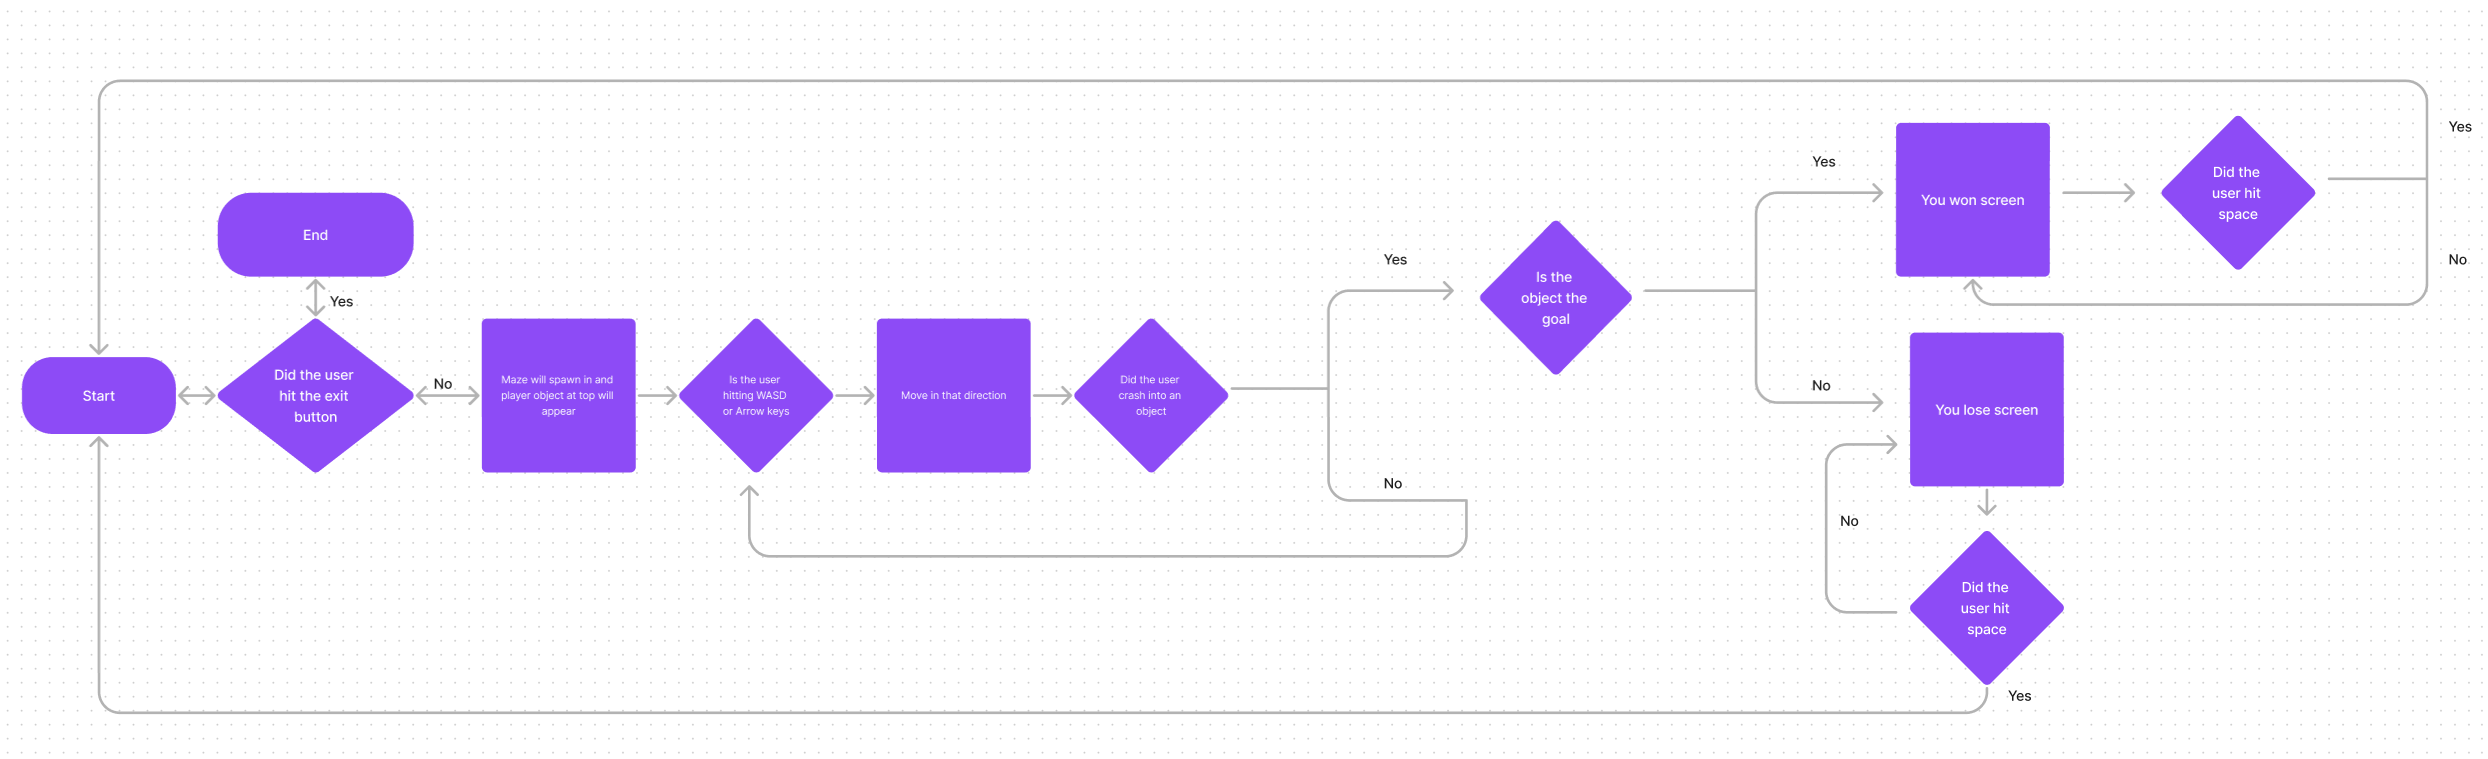 Start
End
Yes
Did the user
hit the exit
button
No
Maze will spawn in and
player object at top will
appear
Is the user
hitting WASD
or Arrow keys
Move in that direction
Did the user
crash into an
object
Yes
No
Is the
object the
goal
Yes
No
You won screen
Did the
user hit
space
Yes
No
You lose screen
No
Did the
user hit
space
Yes